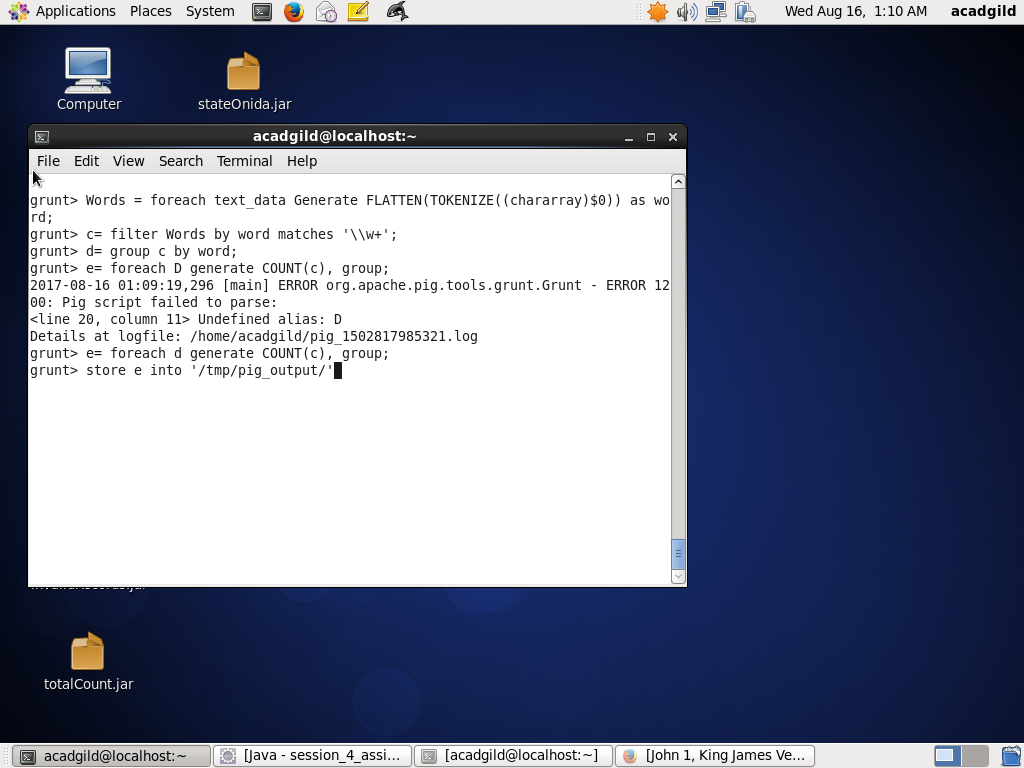 Applications Places System Wed Aug 16, 1:10 AM acadgild
Computer
stateOnida.jar
acadgild@localhost:~
File Edit View Search Terminal Help
grunt> Words = foreach text_data Generate FLATTEN(TOKENIZE((chararray)$0)) as wo
rd;
grunt> c= filter Words by word matches '\\w+';
grunt> d= group c by word;
grunt> e= foreach D generate COUNT(c), group;
2017-08-16 01:09:19,296 [main] ERROR org.apache.pig.tools.grunt.Grunt - ERROR 12
00: Pig script failed to parse:
<line 20, column 11> Undefined alias: D
Details at logfile: /home/acadgild/pig_1502817985321.log
grunt> e= foreach d generate COUNT(c), group;
grunt> store e into '/tmp/pig_output/'
totalCount.jar
acadgild@localhost:~ [Java - session_4_assi... [acadgild@localhost:~] [John 1, King James Ve...